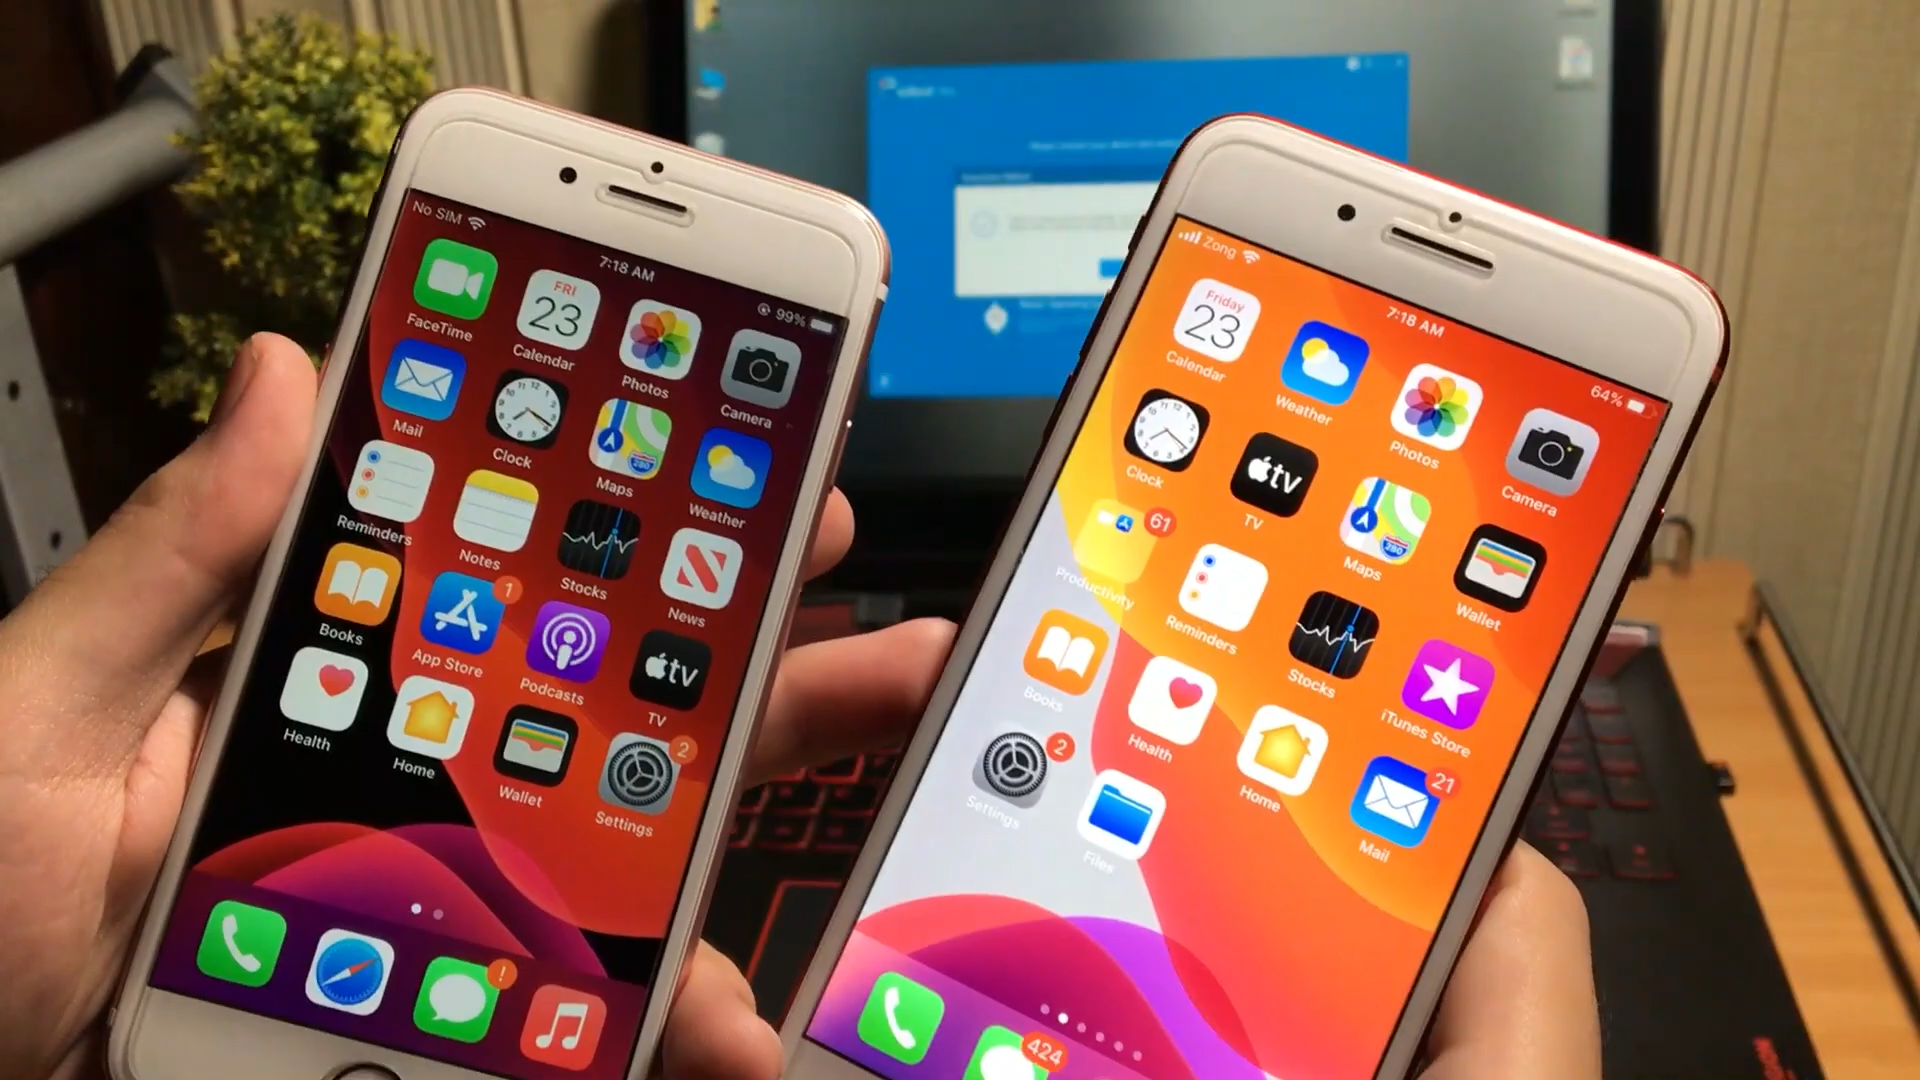 No SIM
7:18 AM
99%
FaceTime
FRI
23
Calendar
Photos
Camera
Mail
Clock
Maps
280
Weather
Reminders
Notes
Stocks
News
Books
1
App Store
Podcasts
tv
TV
Health
Home
Wallet
2
Settings
!
Zong
7:18 AM
64%
Friday
23
Calendar
Weather
Photos
Camera
Clock
tv
TV
Maps
280
Wallet
61
Productivity
Reminders
Stocks
iTunes Store
Books
Health
Home
21
Mail
2
Settings
Files
424